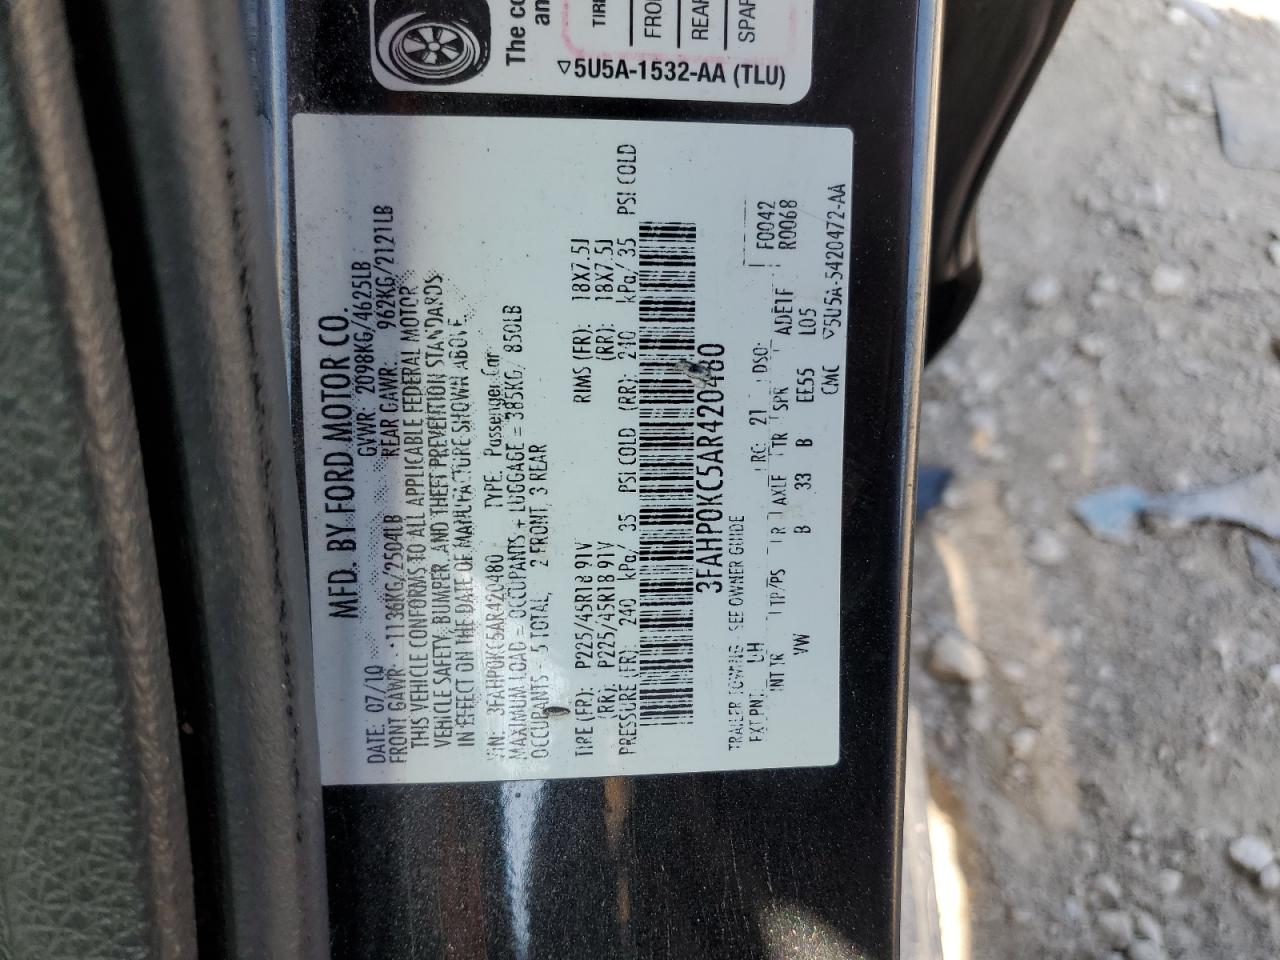 The co
an
TIRE
FRO
REAR
SPAR
▽5U5A-1532-AA (TLU)
MFD. BY FORD MOTOR CO.
DATE: 07/10 GVWR: 2098KG/4625LB
FRONT GAWR: 1136KG/2504LB REAR GAWR: 962KG/2121LB
THIS VEHICLE CONFORMS TO ALL APPLICABLE FEDERAL MOTOR
VEHICLE SAFETY, BUMPER, AND THEFT PREVENTION STANDARDS
IN EFFECT ON THE DATE OF MANUFACTURE SHOWN ABOVE.
VIN: 3FAHP0KC5AR420480 TYPE: Passenger Car
MAXIMUM LOAD = OCCUPANTS + LUGGAGE = 385KG/ 850LB
OCCUPANTS: 5 TOTAL, 2 FRONT, 3 REAR
TIRE (FR): P225/45R18 91V RIMS (FR): 18X7.5J
(RR): P225/45R18 91V (RR): 18X7.5J
PRESSURE (FR): 240 kPa/ 35 PSI COLD (RR): 240 kPa/ 35 PSI COLD
3FAHP0KC5AR420480
TRAILER TOWING - SEE OWNER GUIDE
F0042
R0068
EXT PNT: UH RC: 21 DSO:
INT TR TP/PS R AXLE TR SPR ADE1F
VW B 33 B EE55 L05
CMC ▽5U5A-5420472-AA